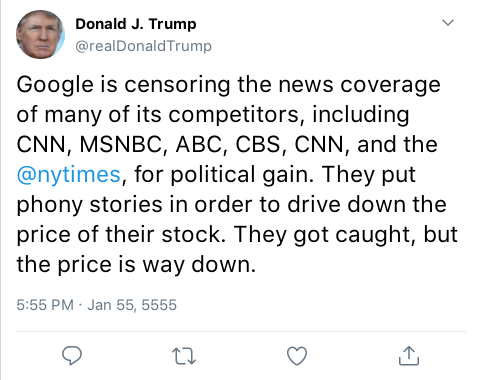 Donald J. Trump
@realDonaldTrump
Google is censoring the news coverage
of many of its competitors, including
CNN, MSNBC, ABC, CBS, CNN, and the
@nytimes, for political gain. They put
phony stories in order to drive down the
price of their stock. They got caught, but
the price is way down.
5:55 PM · Jan 55, 5555